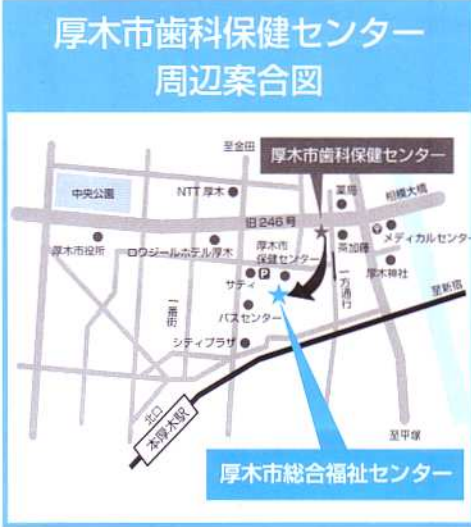 厚木市歯科保健センター
周辺案合図
至金田
厚木市歯科保健センター
中央公園
NTT 厚木
薬局
相模大橋
旧246号
厚木市役所
ロワジールホテル厚木
厚木市
保健センター
茶加藤
メディカルセンター
サティ
P
厚木神社
一方通行
至新宿
一番街
バスセンター
シティプラザ
北口
本厚木駅
至平塚
厚木市総合福祉センター